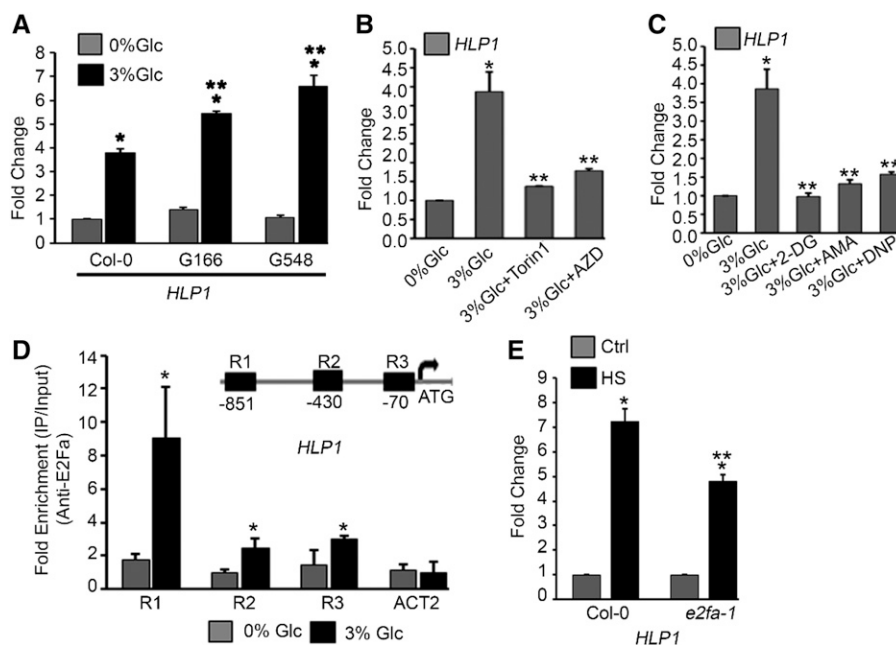 A
0%Glc
3%Glc
Fold Change
8
7
6
5
4
3
2
1
0
*
**
*
**
*
Col-0 G166 G548
HLP1
B
HLP1
Fold Change
5.0
4.5
4.0
3.5
3.0
2.5
2.0
1.5
1.0
0.5
0.0
*
**
**
0%Glc
3%Glc
3%Glc+Torin1
3%Glc+AZD
C
HLP1
Fold Change
5.0
4.5
4.0
3.5
3.0
2.5
2.0
1.5
1.0
0.5
0.0
*
**
**
**
0%Glc
3%Glc
3%Glc+2-DG
3%Glc+AMA
3%Glc+DNP
D
Fold Enrichment (IP/Input)
(Anti-E2Fa)
14
12
10
8
6
4
2
0
R1 R2 R3
-851 -430 -70 ATG
HLP1
*
*
*
R1 R2 R3 ACT2
0% Glc 3% Glc
E
Ctrl
HS
Fold Change
9
8
7
6
5
4
3
2
1
0
*
**
*
Col-0 e2fa-1
HLP1